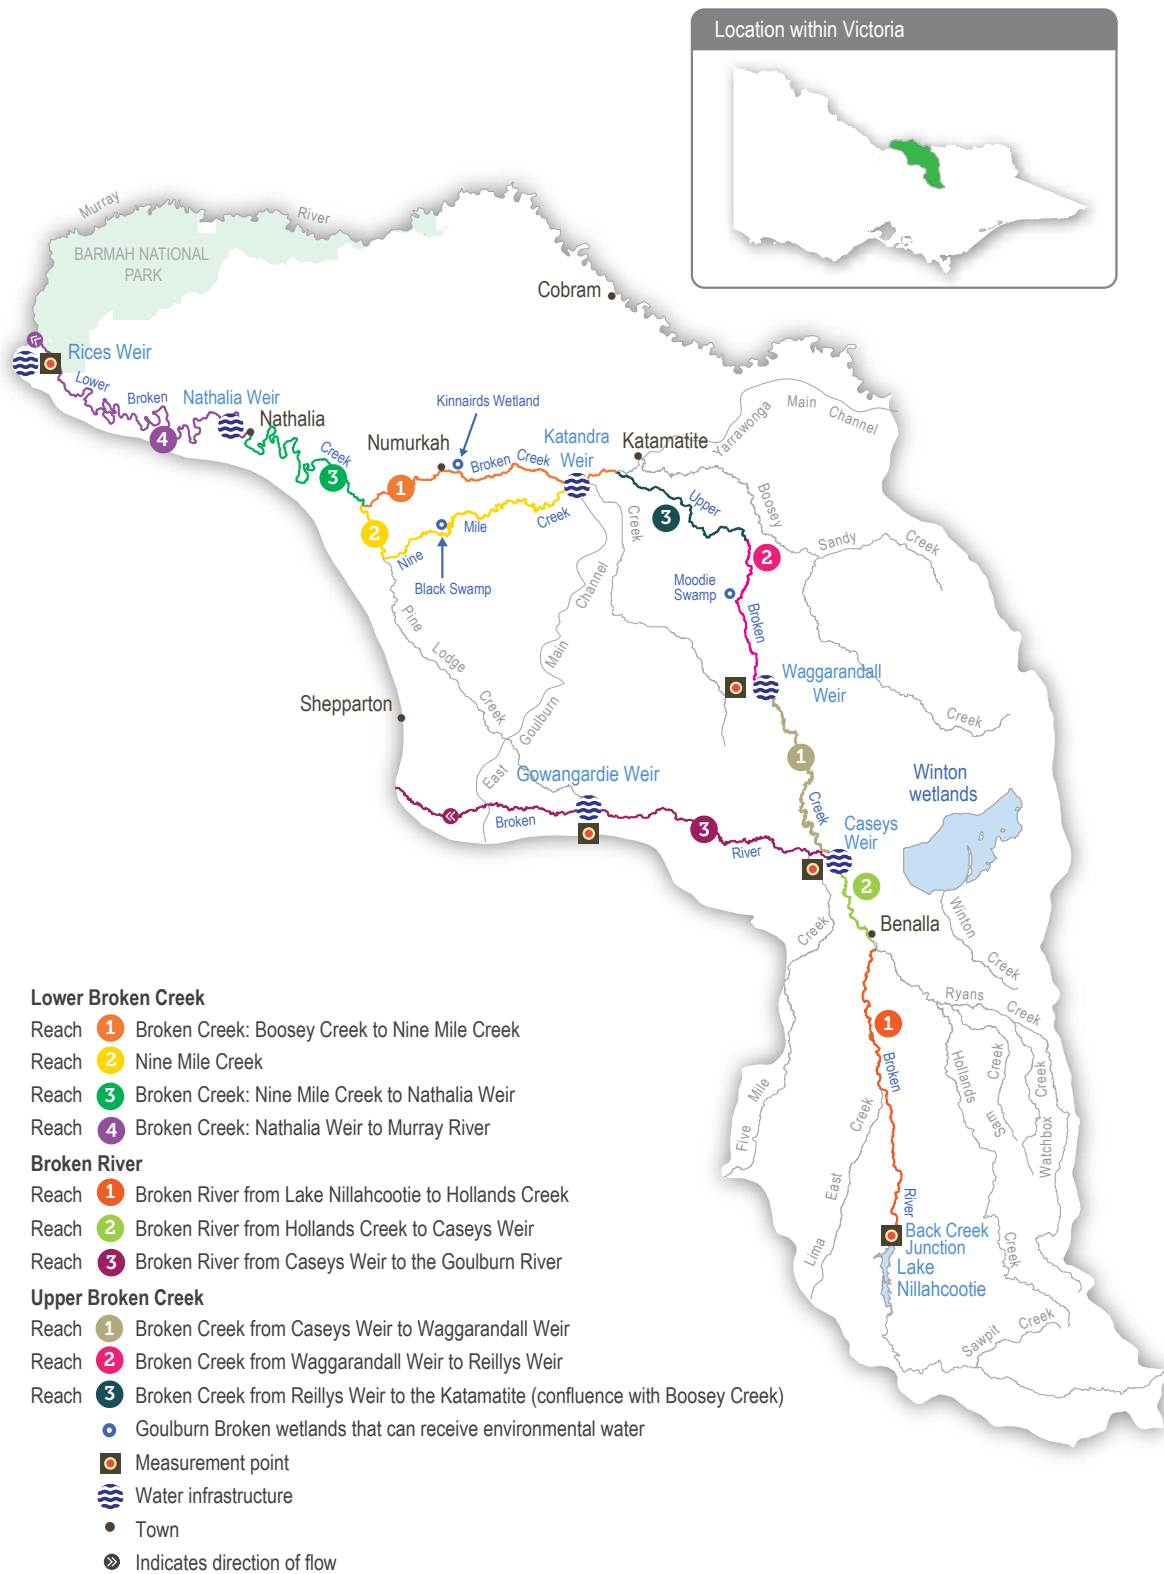 Location within Victoria
Murray
River
BARMAH NATIONAL
PARK
Cobram
Rices Weir
Lower
Broken
Nathalia Weir
Nathalia
4
Creek
3
Kinnairds Wetland
Numurkah
Broken
Creek
1
Katandra
Weir
Katamatite
Yarrawonga
Main
Channel
Boosey
Sandy
Creek
Upper
3
Creek
2
Nine
Mile
Creek
Black Swamp
2
Moodie
Swamp
Broken
Pine
Lodge
Creek
Channel
Main
Goulburn
East
Waggarandall
Weir
Creek
Shepparton
1
Creek
Gowangardie Weir
Broken
3
River
Winton
wetlands
Caseys
Weir
2
Benalla
Creek
Winton
Creek
Ryans
Creek
1
Broken
Hollands
Creek
Sam
Creek
Watchbox
Five
Mile
Creek
East
Lima
River
Back Creek
Junction
Lake
Nillahcootie
Creek
Sawpit
Creek
Lower Broken Creek
Reach 1 Broken Creek: Boosey Creek to Nine Mile Creek
Reach 2 Nine Mile Creek
Reach 3 Broken Creek: Nine Mile Creek to Nathalia Weir
Reach 4 Broken Creek: Nathalia Weir to Murray River
Broken River
Reach 1 Broken River from Lake Nillahcootie to Hollands Creek
Reach 2 Broken River from Hollands Creek to Caseys Weir
Reach 3 Broken River from Caseys Weir to the Goulburn River
Upper Broken Creek
Reach 1 Broken Creek from Caseys Weir to Waggarandall Weir
Reach 2 Broken Creek from Waggarandall Weir to Reillys Weir
Reach 3 Broken Creek from Reillys Weir to the Katamatite (confluence with Boosey Creek)
Goulburn Broken wetlands that can receive environmental water
Measurement point
Water infrastructure
Town
Indicates direction of flow